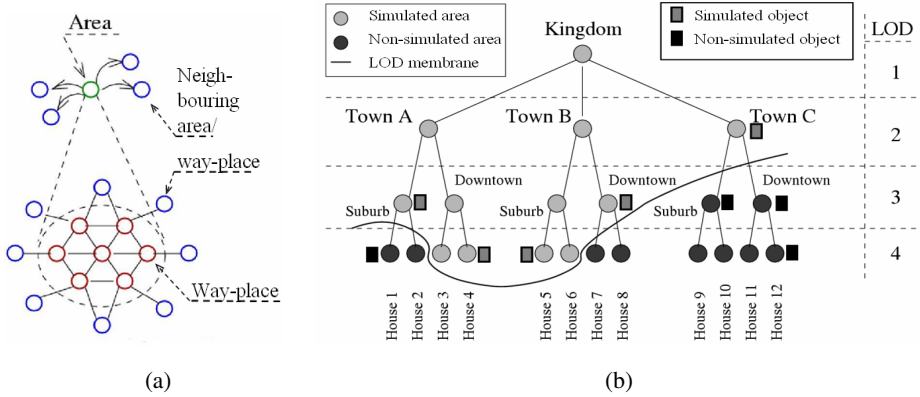 Area
Neigh-
bouring
area/
way-place
Way-place
(a)
Simulated area
Non-simulated area
LOD membrane
Kingdom
Simulated object
Non-simulated object
LOD
1
Town A
Town B
Town C
2
Suburb
Downtown
Suburb
Downtown
Suburb
Downtown
3
4
House 1
House 2
House 3
House 4
House 5
House 6
House 7
House 8
House 9
House 10
House 11
House 12
(b)